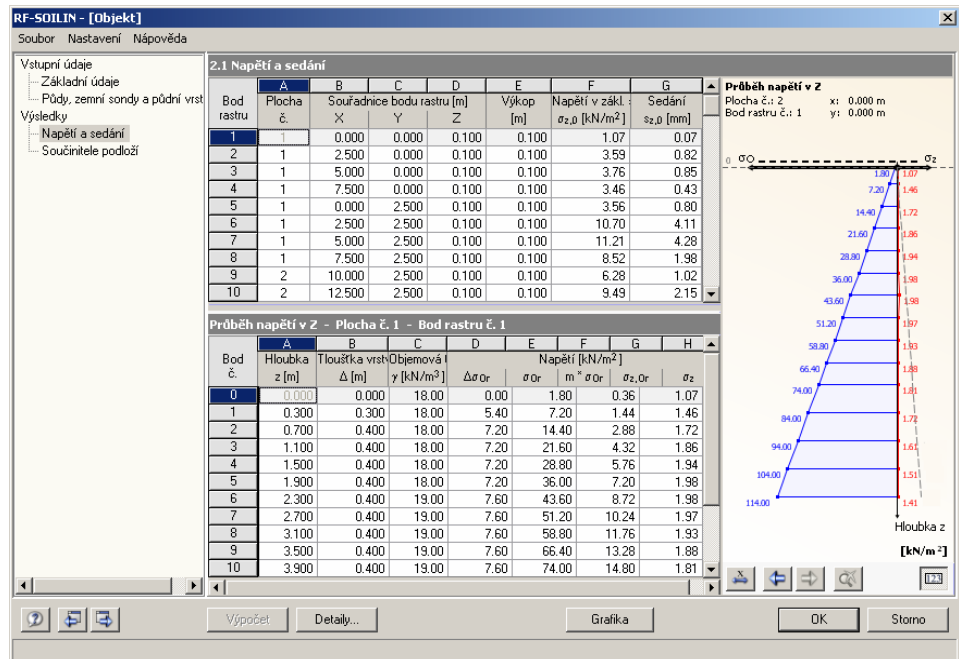 RF-SOILIN - [Objekt]
Soubor Nastavení Nápověda
Vstupní údaje
Základní údaje
Půdy, zemní sondy a půdní vrst
Výsledky
Napětí a sedání
Součinitele podloží
2.1 Napětí a sedání
A B C D E F G
Bod Plocha Souřadnice bodu rastru [m] Výkop Napětí v zákl. Sedání
rastru č. X Y Z [m] σz,0 [kN/m²] sz,0 [mm]
1 1 0.000 0.000 0.100 0.100 1.07 0.07
2 1 2.500 0.000 0.100 0.100 3.59 0.82
3 1 5.000 0.000 0.100 0.100 3.76 0.85
4 1 7.500 0.000 0.100 0.100 3.46 0.43
5 1 0.000 2.500 0.100 0.100 3.56 0.80
6 1 2.500 2.500 0.100 0.100 10.70 4.11
7 1 5.000 2.500 0.100 0.100 11.21 4.28
8 1 7.500 2.500 0.100 0.100 8.52 1.98
9 2 10.000 2.500 0.100 0.100 6.28 1.02
10 2 12.500 2.500 0.100 0.100 9.49 2.15
Průběh napětí v Z - Plocha č. 1 - Bod rastru č. 1
A B C D E F G H
Bod Hloubka Tloušťka vrstv Objemová Napětí [kN/m²]
č. z [m] Δ [m] γ [kN/m³] Δσ0r σ0r m * σ0r σz,0r σz
0 0.000 0.000 18.00 0.00 1.80 0.36 1.07
1 0.300 0.300 18.00 5.40 7.20 1.44 1.46
2 0.700 0.400 18.00 7.20 14.40 2.88 1.72
3 1.100 0.400 18.00 7.20 21.60 4.32 1.86
4 1.500 0.400 18.00 7.20 28.80 5.76 1.94
5 1.900 0.400 18.00 7.20 36.00 7.20 1.98
6 2.300 0.400 19.00 7.60 43.60 8.72 1.98
7 2.700 0.400 19.00 7.60 51.20 10.24 1.97
8 3.100 0.400 19.00 7.60 58.80 11.76 1.93
9 3.500 0.400 19.00 7.60 66.40 13.28 1.88
10 3.900 0.400 19.00 7.60 74.00 14.80 1.81
Průběh napětí v Z
Plocha č.: 2 x: 0.000 m
Bod rastru č.: 1 y: 0.000 m
0 σ0 σz
1.80 1.07
7.20 1.46
14.40 1.72
21.60 1.86
28.80 1.94
36.00 1.98
43.60 1.98
51.20 1.97
58.80 1.93
66.40 1.88
74.00 1.81
84.00 1.72
94.00 1.61
104.00 1.51
114.00 1.41
Hloubka z
[kN/m²]
123
Výpočet Detaily... Grafika OK Storno